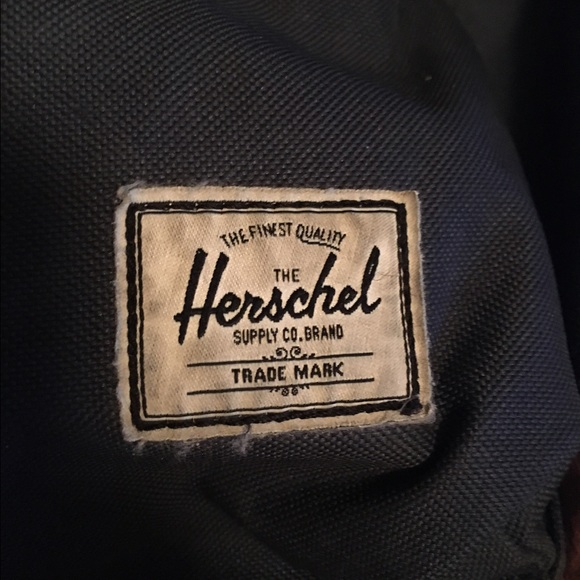 THE FINEST QUALITY
THE
Herschel
SUPPLY CO. BRAND
TRADE MARK